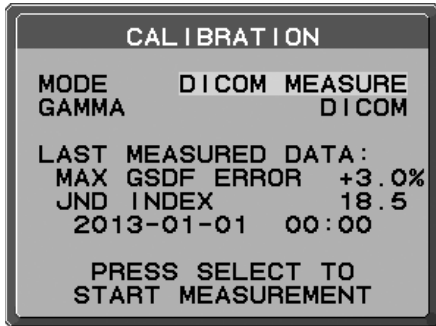 CALIBRATION
MODE DICOM MEASURE
GAMMA DICOM
LAST MEASURED DATA:
MAX GSDF ERROR +3.0%
JND INDEX 18.5
2013-01-01 00:00
PRESS SELECT TO
START MEASUREMENT